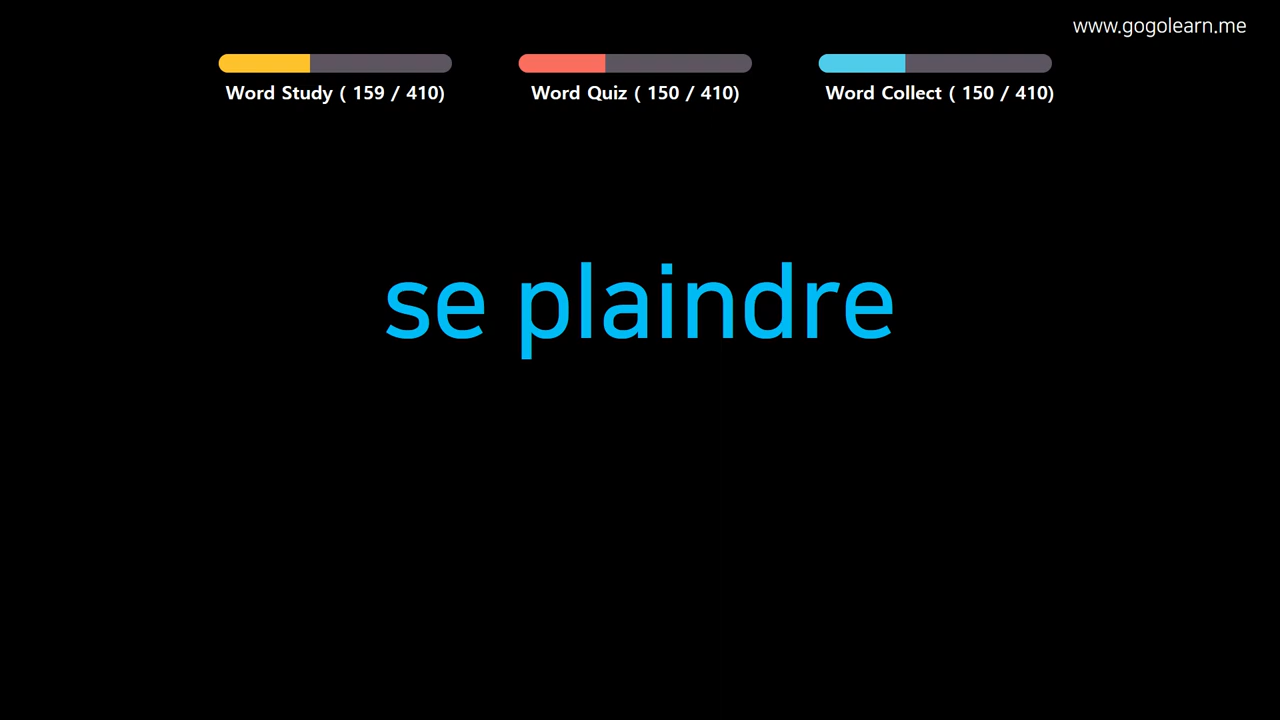 www.gogolearn.me
Word Study ( 159 / 410)
Word Quiz ( 150 / 410)
Word Collect ( 150 / 410)
se plaindre